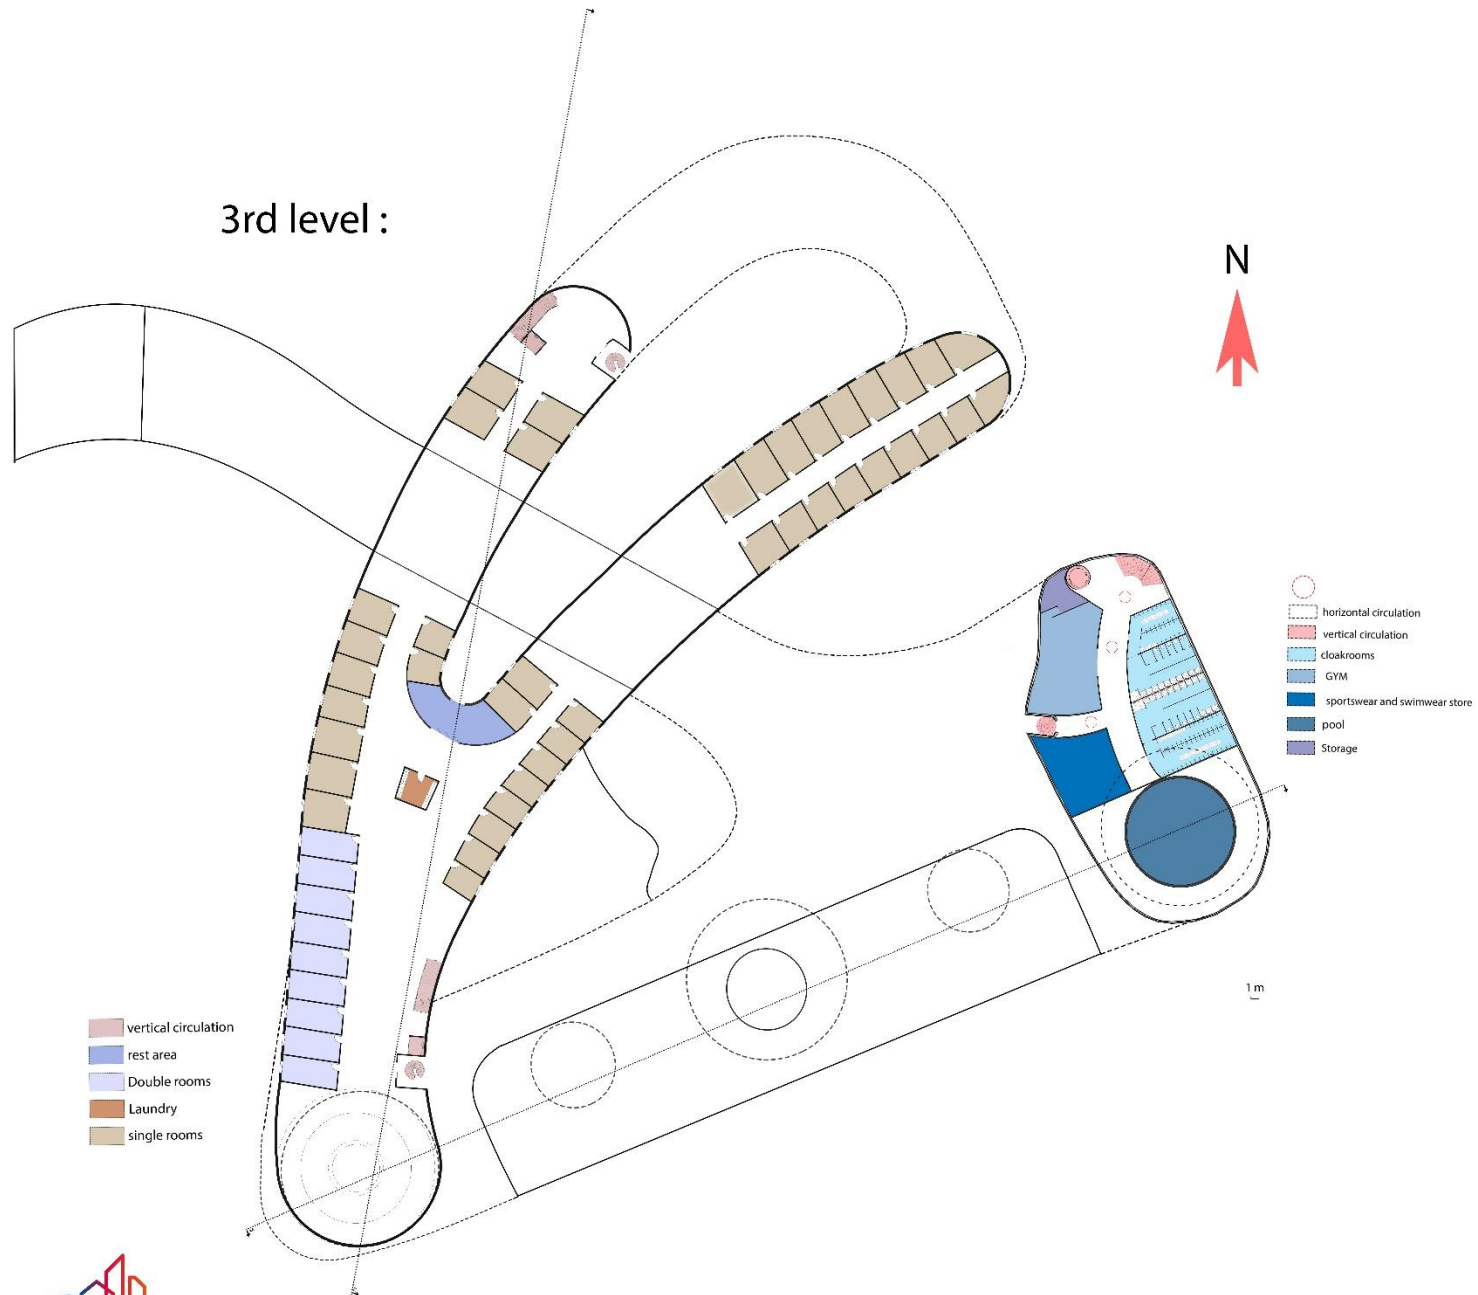 3rd level :
N
horizontal circulation
vertical circulation
cloakrooms
GYM
sportswear and swimwear store
pool
Storage
1 m
vertical circulation
rest area
Double rooms
Laundry
single rooms